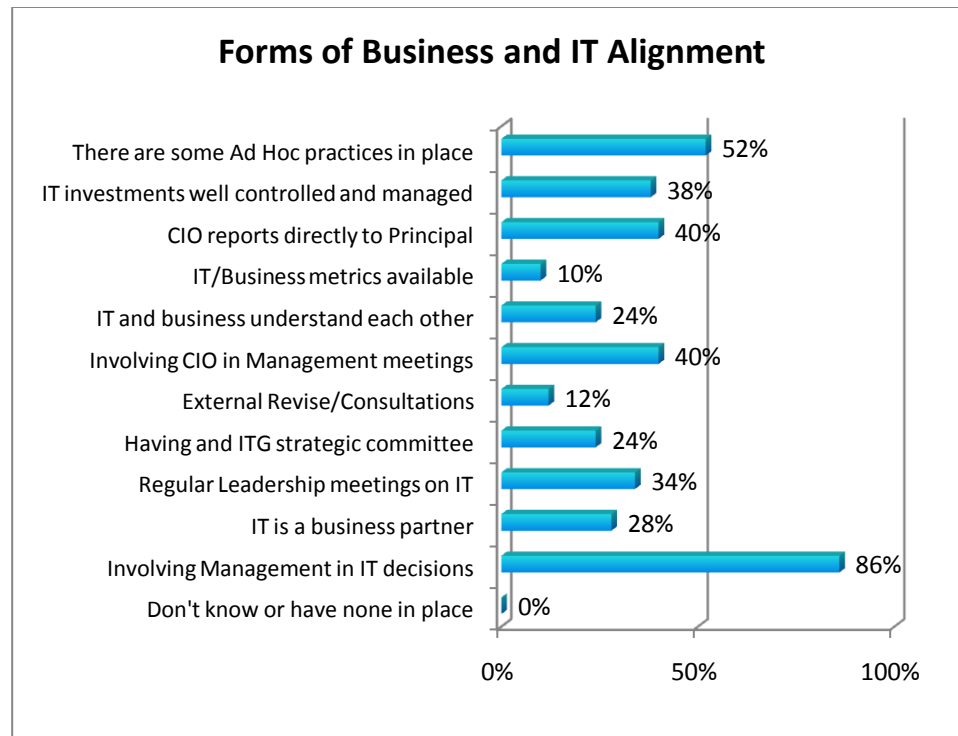 Forms of Business and IT Alignment
There are some Ad Hoc practices in place 52%
IT investments well controlled and managed 38%
CIO reports directly to Principal 40%
IT/Business metrics available 10%
IT and business understand each other 24%
Involving CIO in Management meetings 40%
External Revise/Consultations 12%
Having and ITG strategic committee 24%
Regular Leadership meetings on IT 34%
IT is a business partner 28%
Involving Management in IT decisions 86%
Don't know or have none in place 0%
0% 50% 100%